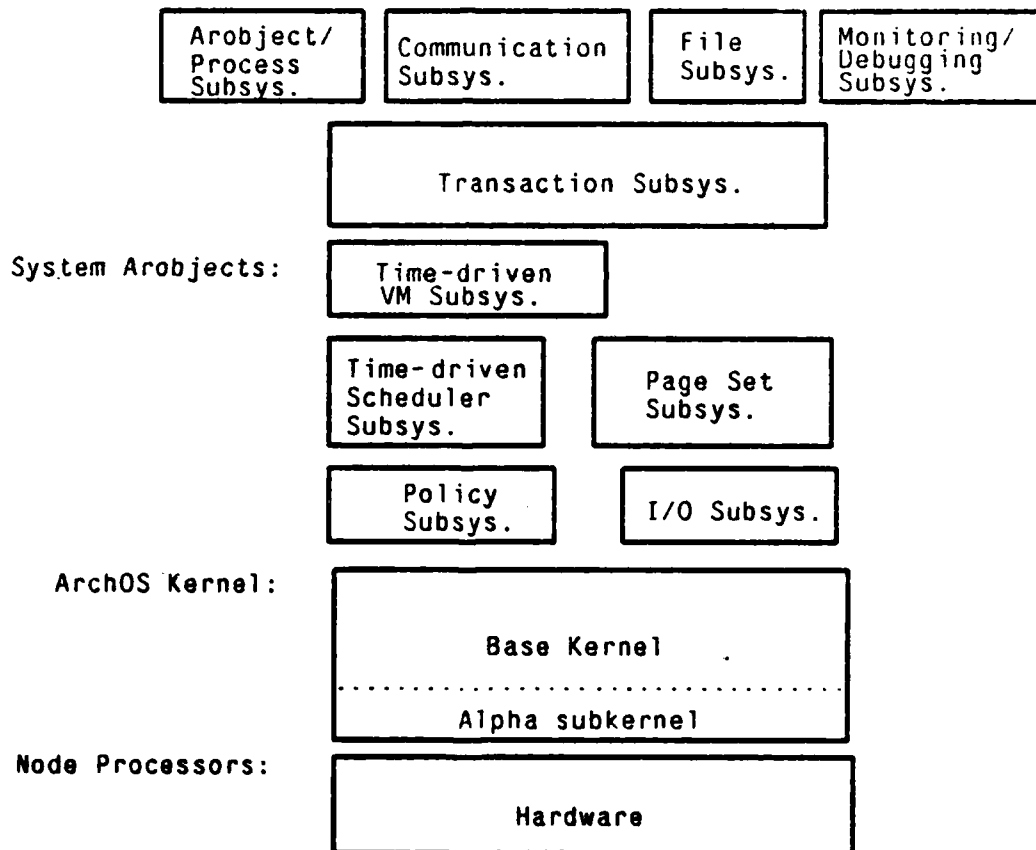 Arobject/
Process
Subsys.
Communication
Subsys.
File
Subsys.
Monitoring/
Debugging
Subsys.
Transaction Subsys.
System Arobjects:
Time-driven
VM Subsys.
Time-driven
Scheduler
Subsys.
Page Set
Subsys.
Policy
Subsys.
I/O Subsys.
ArchOS Kernel:
Base Kernel
Alpha subkernel
Node Processors:
Hardware